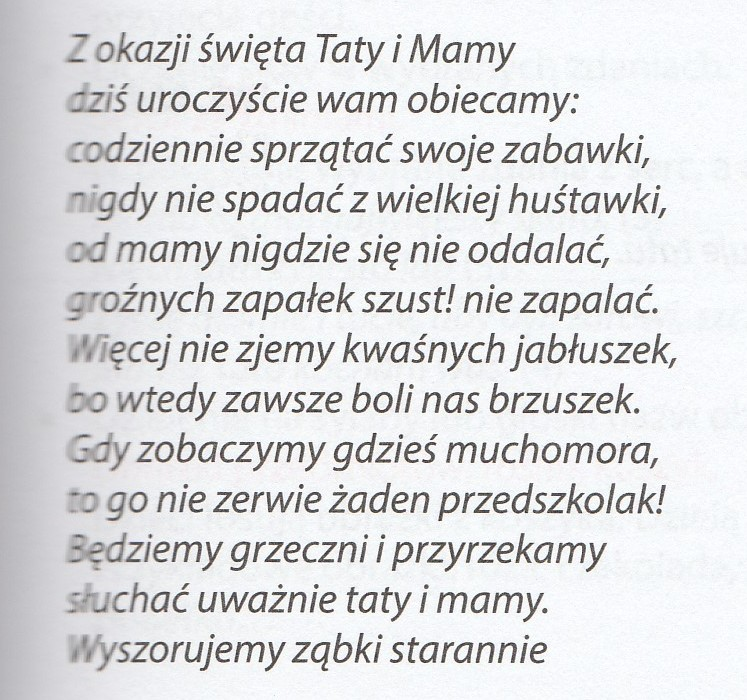 Z okazji święta Taty i Mamy
dziś uroczyście wam obiecamy:
codziennie sprzątać swoje zabawki,
nigdy nie spadać z wielkiej huśtawki,
od mamy nigdzie się nie oddalać,
groźnych zapałek szust! nie zapalać.
Więcej nie zjemy kwaśnych jabłuszek,
bo wtedy zawsze boli nas brzuszek.
Gdy zobaczymy gdzieś muchomora,
to go nie zerwie żaden przedszkolak!
Będziemy grzeczni i przyrzekamy
słuchać uważnie taty i mamy.
Wyszorujemy ząbki starannie